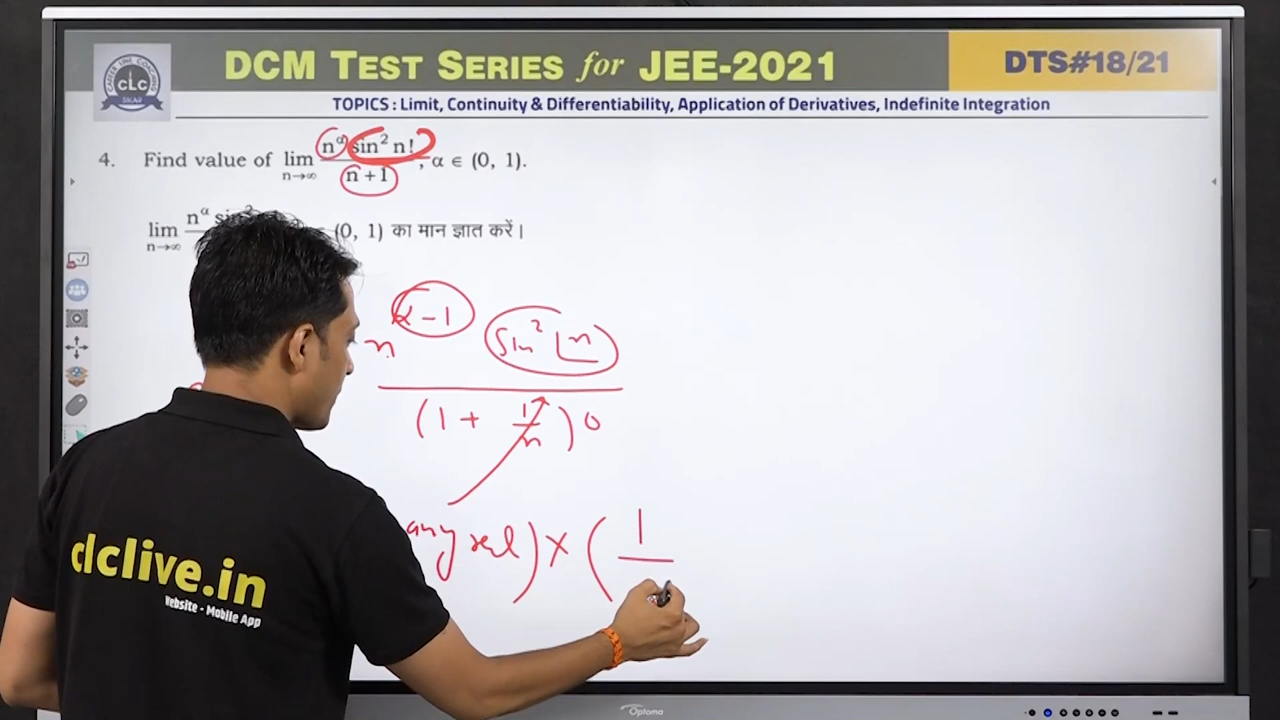 CLC
SIKAR
DCM TEST SERIES for JEE-2021
DTS#18/21
TOPICS : Limit, Continuity & Differentiability, Application of Derivatives, Indefinite Integration
4. Find value of lim n→∞ n^α sin² n! / n + 1 , α ∈ (0, 1).
lim n→∞ n^α (0, 1) का मान ज्ञात करें।
n^α-1 sin² ⌊n
(1 + 1/n) 0
any ) × ( 1
clclive.in
Website - Mobile App
Optoma